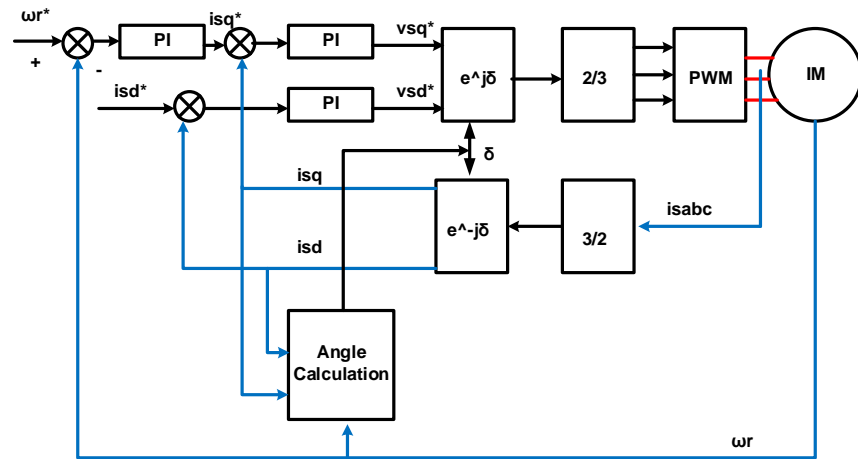 ωr*
isq*
PI
PI
vsq*
e^jδ
2/3
PWM
IM
+
-
isd*
PI
vsd*
δ
isq
isabc
e^-jδ
3/2
isd
Angle
Calculation
ωr